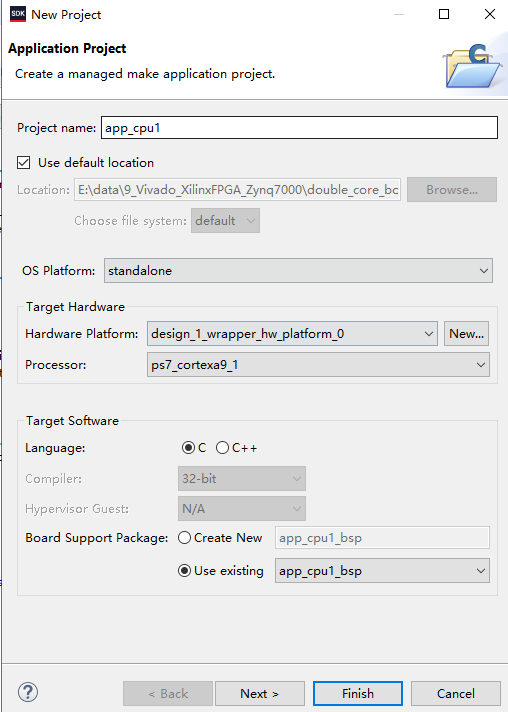 SDK New Project
Application Project
Create a managed make application project.
Project name: app_cpu1
Use default location
Location: E:\data\9_Vivado_XilinxFPGA_Zynq7000\double_core_bc Browse...
Choose file system: default
OS Platform: standalone
Target Hardware
Hardware Platform: design_1_wrapper_hw_platform_0 New...
Processor: ps7_cortexa9_1
Target Software
Language: C C++
Compiler: 32-bit
Hypervisor Guest: N/A
Board Support Package: Create New app_cpu1_bsp
Use existing app_cpu1_bsp
? < Back Next > Finish Cancel